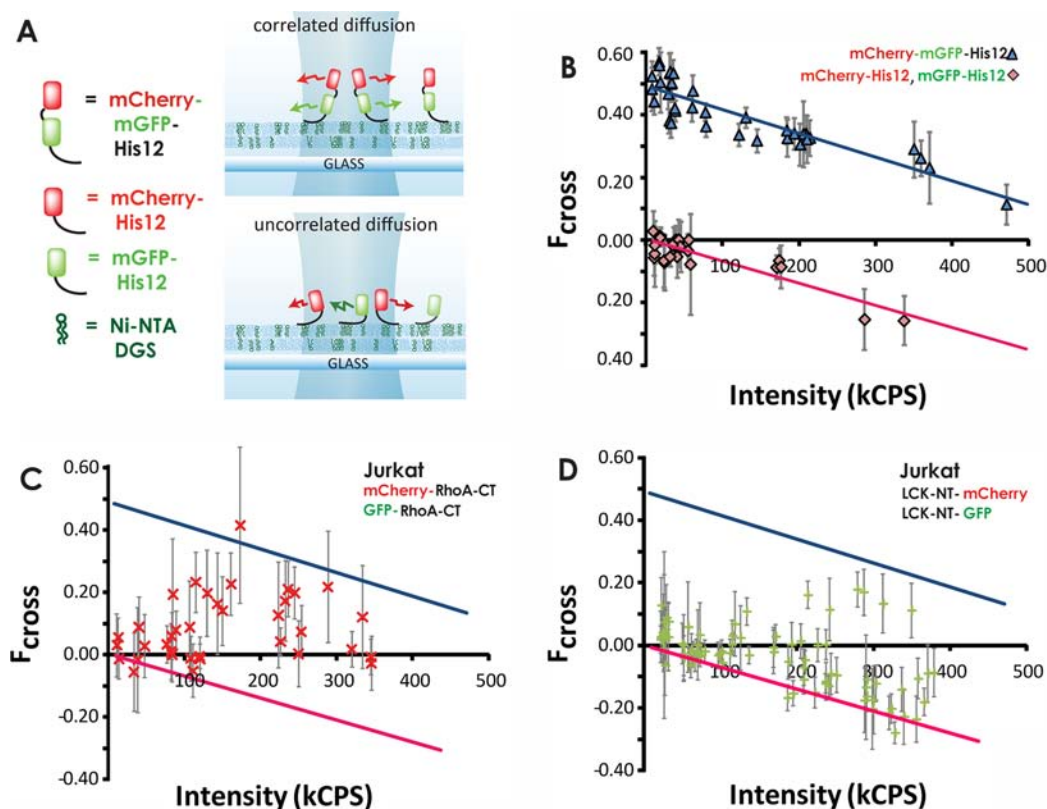 A
= mCherry-
mGFP-
His12
= mCherry-
His12
= mGFP-
His12
= Ni-NTA
DGS
correlated diffusion
GLASS
uncorrelated diffusion
GLASS
B
mCherry-mGFP-His12
mCherry-His12, mGFP-His12
Fcross
0.60
0.40
0.20
0.00
0.20
0.40
100
200
300
400
500
Intensity (kCPS)
C
Jurkat
mCherry-RhoA-CT
GFP-RhoA-CT
Fcross
0.60
0.40
0.20
0.00
-0.20
-0.40
100
200
300
400
500
Intensity (kCPS)
D
Jurkat
LCK-NT-mCherry
LCK-NT-GFP
Fcross
0.60
0.40
0.20
0.00
-0.20
-0.40
100
200
300
400
500
Intensity (kCPS)